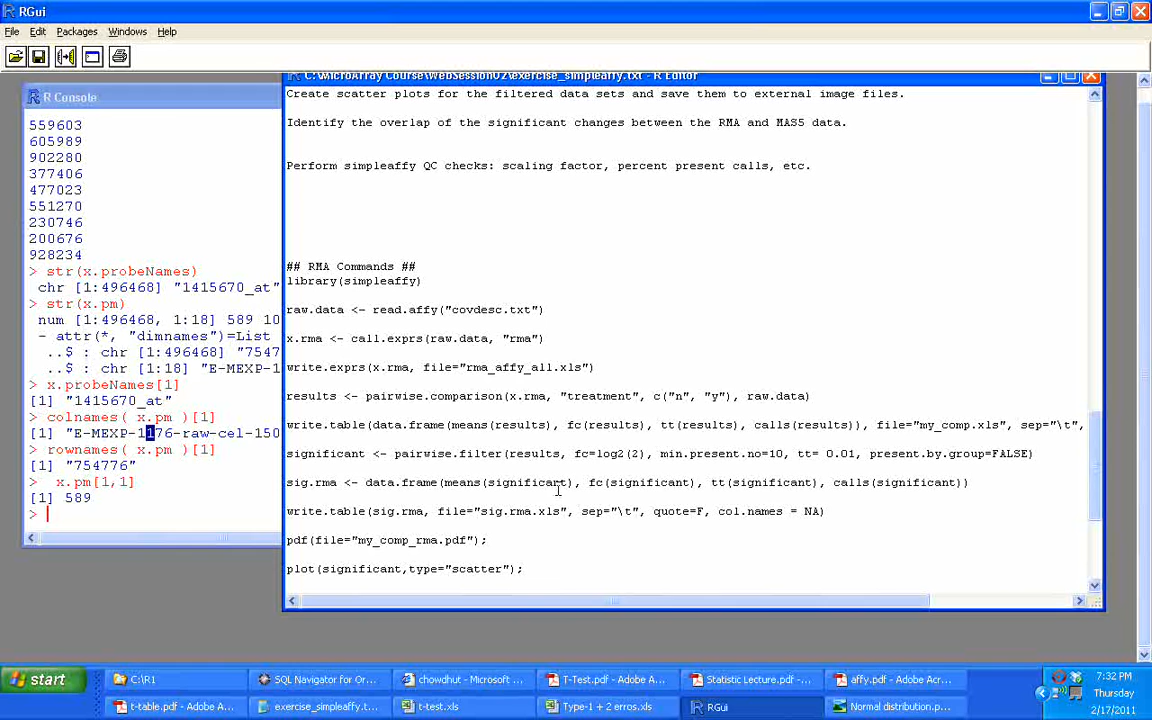 RGui
File Edit Packages Windows Help
C:\MicroArray Course\WebSession02\exercise_simpleaffy.txt - R Editor
R Console
559603
605989
902280
377406
477023
551270
230746
200676
928234
> str(x.probeNames)
chr [1:496468] "1415670_at"
> str(x.pm)
num [1:496468, 1:18] 589 10
- attr(*, "dimnames")=List
..$ : chr [1:496468] "7547
..$ : chr [1:18] "E-MEXP-1
> x.probeNames[1]
[1] "1415670_at"
> colnames( x.pm )[1]
[1] "E-MEXP-1176-raw-cel-150
> rownames( x.pm )[1]
[1] "754776"
> x.pm[1,1]
[1] 589
>
Create scatter plots for the filtered data sets and save them to external image files.
Identify the overlap of the significant changes between the RMA and MAS5 data.
Perform simpleaffy QC checks: scaling factor, percent present calls, etc.
## RMA Commands ##
library(simpleaffy)
raw.data <- read.affy("covdesc.txt")
x.rma <- call.exprs(raw.data, "rma")
write.exprs(x.rma, file="rma_affy_all.xls")
results <- pairwise.comparison(x.rma, "treatment", c("n", "y"), raw.data)
write.table(data.frame(means(results), fc(results), tt(results), calls(results)), file="my_comp.xls", sep="\t",
significant <- pairwise.filter(results, fc=log2(2), min.present.no=10, tt= 0.01, present.by.group=FALSE)
sig.rma <- data.frame(means(significant), fc(significant), tt(significant), calls(significant))
write.table(sig.rma, file="sig.rma.xls", sep="\t", quote=F, col.names = NA)
pdf(file="my_comp_rma.pdf");
plot(significant,type="scatter");
start
C:\R1
SQL Navigator for Or...
chowdhut - Microsoft ...
T-Test.pdf - Adobe A...
Statistic Lecture.pdf -...
affy.pdf - Adobe Acr...
t-table.pdf - Adobe A...
exercise_simpleaffy.t...
t-test.xls
Type-1 + 2 erros.xls
RGui
Normal distribution.p...
7:32 PM
Thursday
2/17/2011